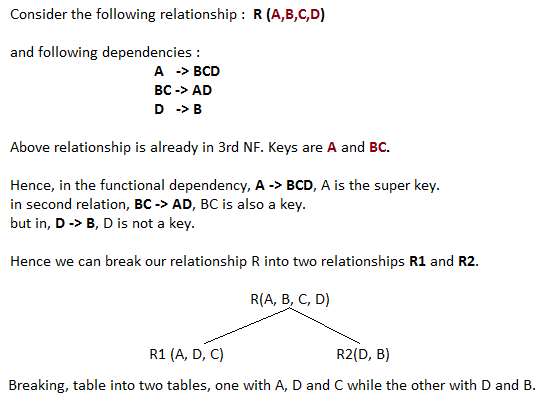 Consider the following relationship : R (A,B,C,D)
and following dependencies :
A -> BCD
BC -> AD
D -> B
Above relationship is already in 3rd NF. Keys are A and BC.
Hence, in the functional dependency, A -> BCD, A is the super key.
in second relation, BC -> AD, BC is also a key.
but in, D -> B, D is not a key.
Hence we can break our relationship R into two relationships R1 and R2.
R(A, B, C, D)
R1 (A, D, C) R2(D, B)
Breaking, table into two tables, one with A, D and C while the other with D and B.